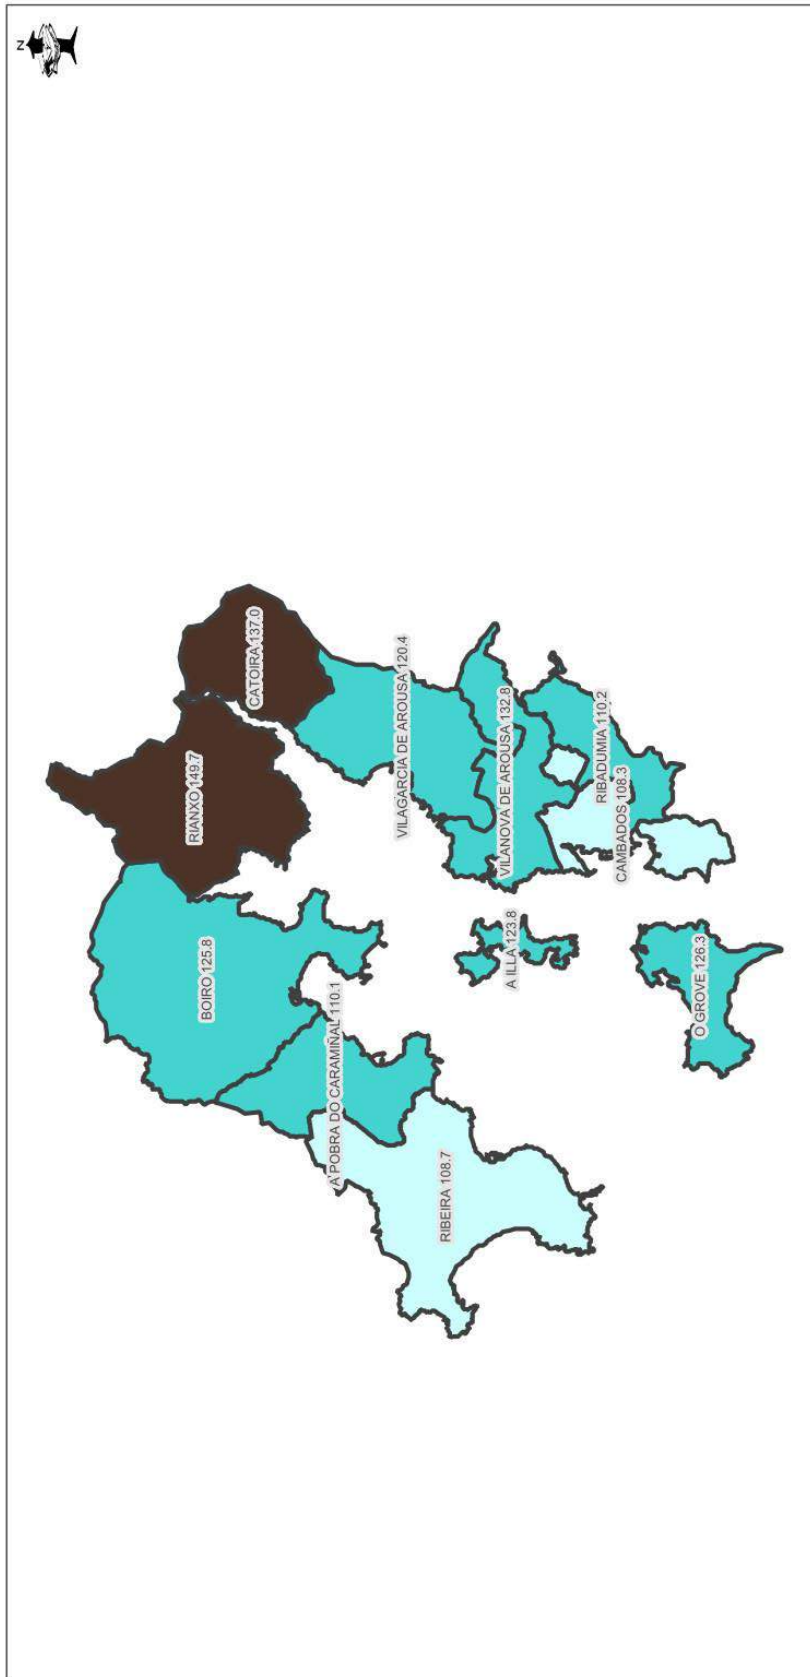 N
RIANXO 149.7
CATOIRA 137.0
BOIRO 125.8
A POBRA DO CARAMIÑAL 110.1
VILAGARCIA DE AROUSA 120.4
RIBEIRA 108.7
VILANOVA DE AROUSA 132.8
A ILLA 123.8
RIBADUMIA 110.2
CAMBADOS 108.3
O GROVE 126.3